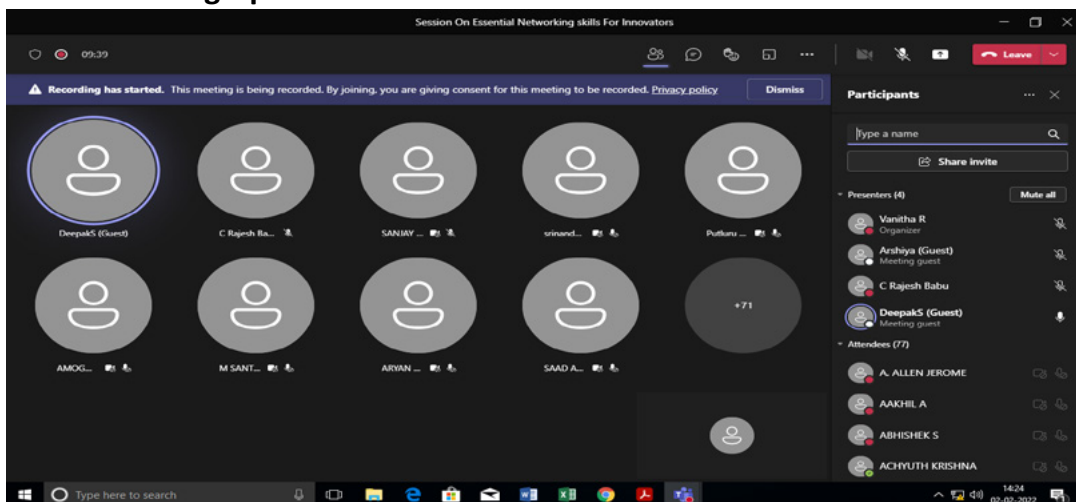 Session On Essential Networking skills For Innovators
09:39
Leave
Recording has started. This meeting is being recorded. By joining, you are giving consent for this meeting to be recorded. Privacy policy
Dismiss
Participants
Type a name
Share invite
Presenters (4)
Mute all
Vanitha R
Organizer
Arshiya (Guest)
Meeting guest
C Rajesh Babu
DeepakS (Guest)
Meeting guest
Attendees (77)
A. ALLEN JEROME
AAKHIL A
ABHISHEK S
ACHYUTH KRISHNA
DeepakS (Guest)
C Rajesh Ba...
SANJAY ...
srinand...
Putluru ...
AMOG...
M SANT...
ARYAN ...
SAAD A...
+71
Type here to search
14:24
02-02-2022